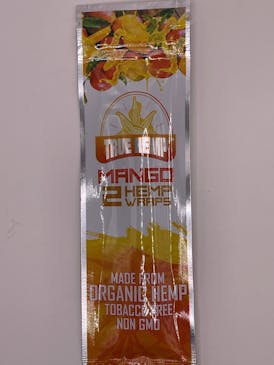 TRUE HEMP
MANGO
2 HEMP
WRAPS
MADE FROM
ORGANIC HEMP
TOBACCO FREE
NON GMO